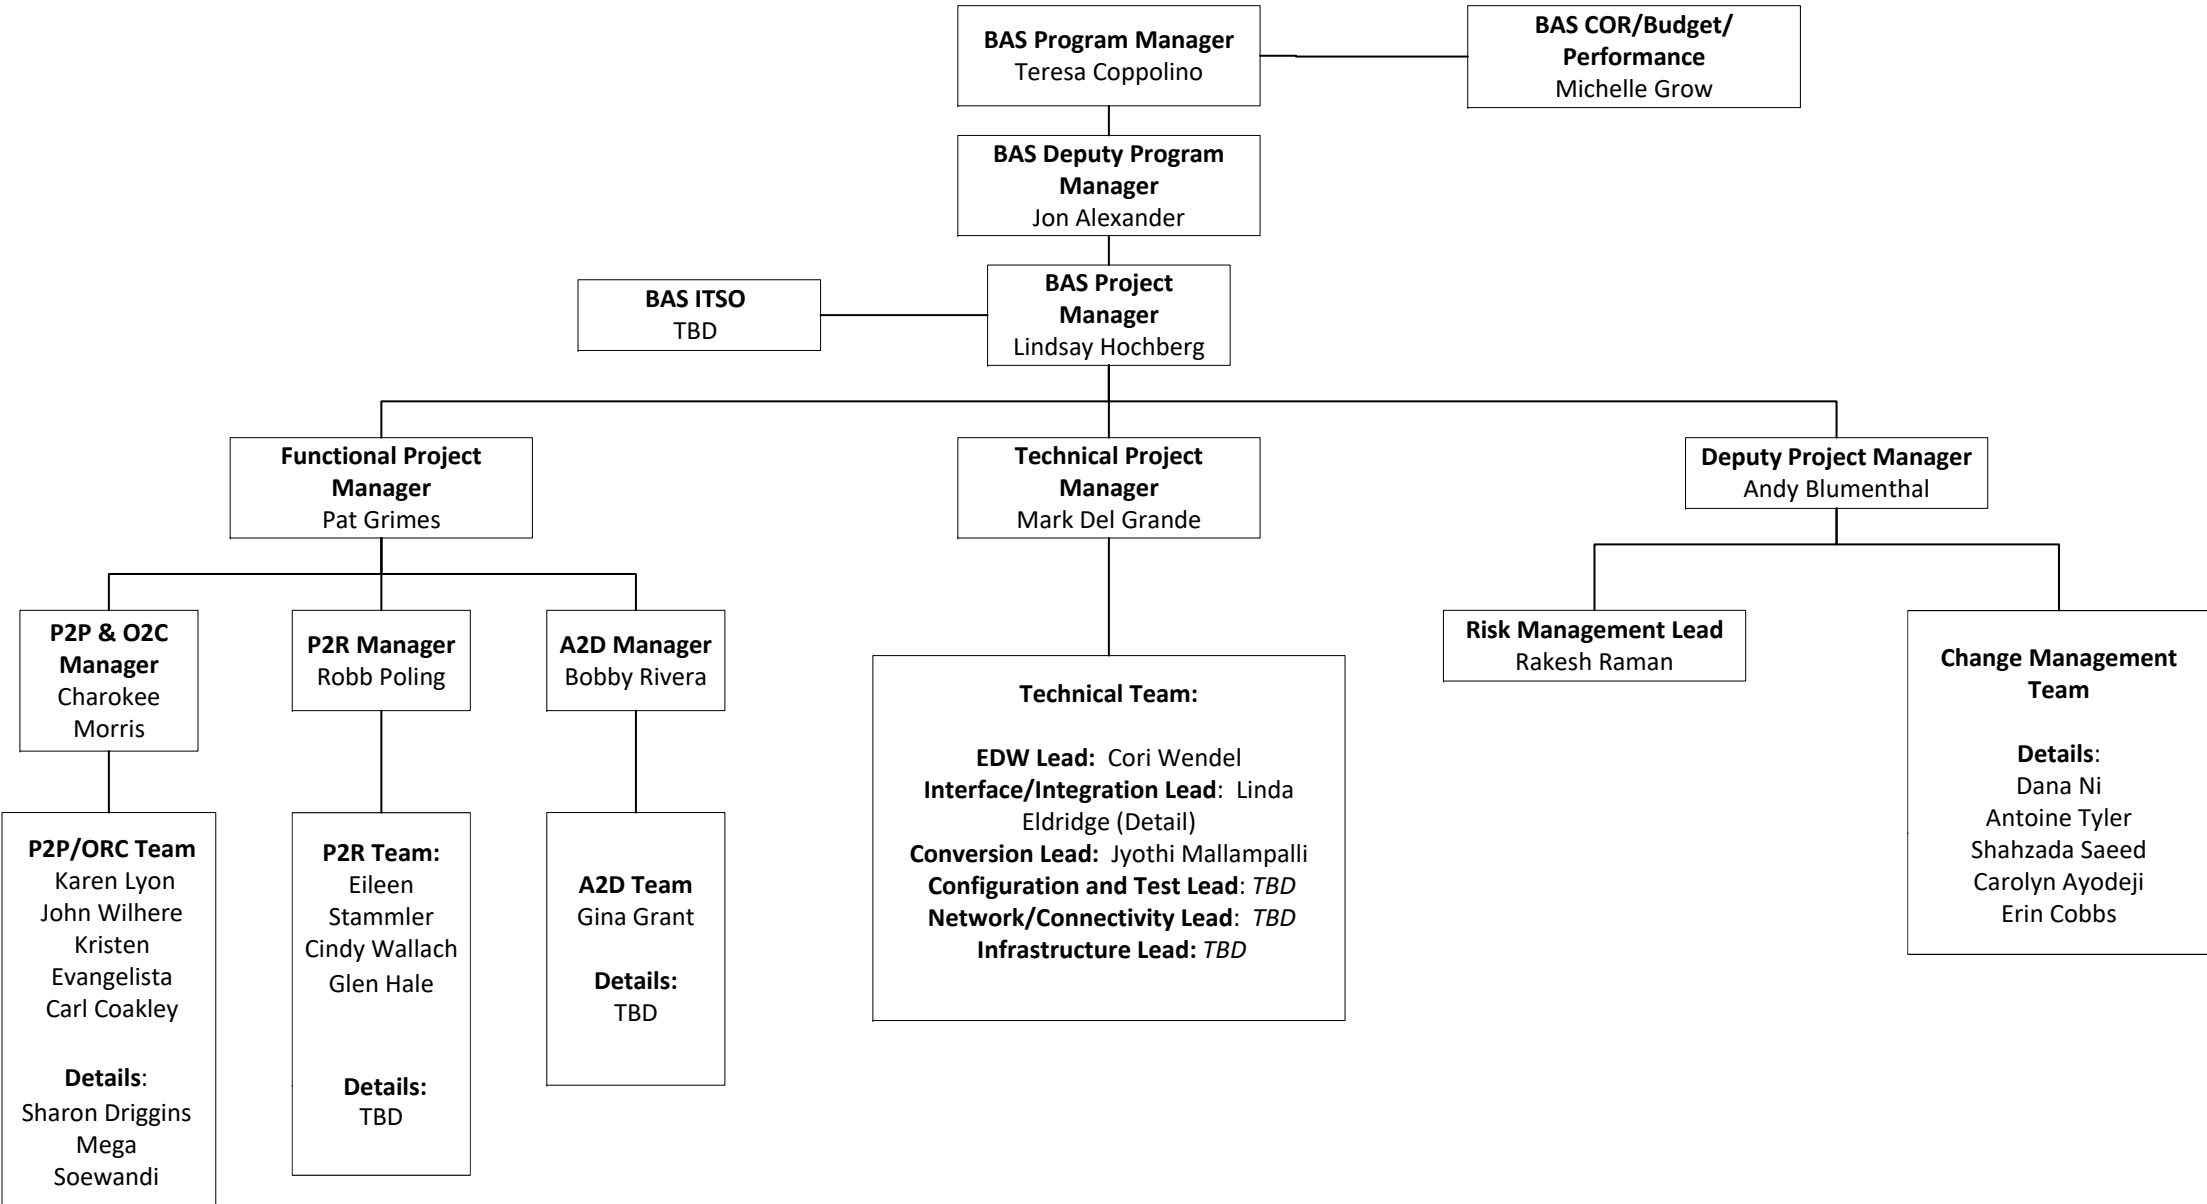 BAS Program Manager
Teresa Coppolino
BAS COR/Budget/
Performance
Michelle Grow
BAS Deputy Program
Manager
Jon Alexander
BAS ITSO
TBD
BAS Project
Manager
Lindsay Hochberg
Functional Project
Manager
Pat Grimes
Technical Project
Manager
Mark Del Grande
Deputy Project Manager
Andy Blumenthal
P2P & O2C
Manager
Charokee
Morris
P2R Manager
Robb Poling
A2D Manager
Bobby Rivera
Risk Management Lead
Rakesh Raman
P2P/ORC Team
Karen Lyon
John Wilhere
Kristen
Evangelista
Carl Coakley
Details:
Sharon Driggins
Mega
Soewandi
P2R Team:
Eileen
Stammler
Cindy Wallach
Glen Hale
Details:
TBD
A2D Team
Gina Grant
Details:
TBD
Technical Team:
EDW Lead: Cori Wendel
Interface/Integration Lead: Linda
Eldridge (Detail)
Conversion Lead: Jyothi Mallampalli
Configuration and Test Lead: TBD
Network/Connectivity Lead: TBD
Infrastructure Lead: TBD
Change Management
Team
Details:
Dana Ni
Antoine Tyler
Shahzada Saeed
Carolyn Ayodeji
Erin Cobbs